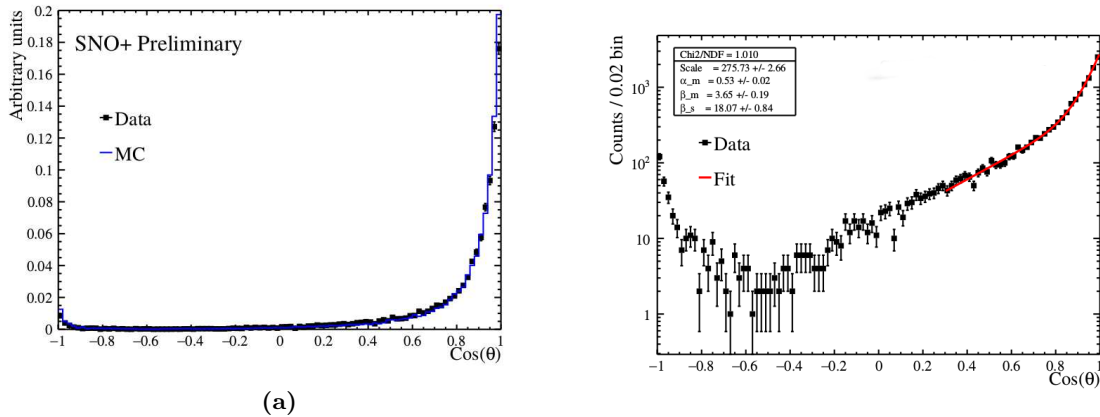 0.2
0.18
0.16
0.14
0.12
0.1
0.08
0.06
0.04
0.02
0
Arbitrary units
SNO+ Preliminary
Data
MC
−1 −0.8 −0.6 −0.4 −0.2 0 0.2 0.4 0.6 0.8 1
Cos(θ)
(a)
Counts / 0.02 bin
10³
10²
10
1
Chi2/NDF = 1.010
Scale = 275.73 +/- 2.66
α_m = 0.53 +/- 0.02
β_m = 3.65 +/- 0.19
β_s = 18.07 +/- 0.84
Data
Fit
−1 −0.8 −0.6 −0.4 −0.2 0 0.2 0.4 0.6 0.8 1
Cos(θ)